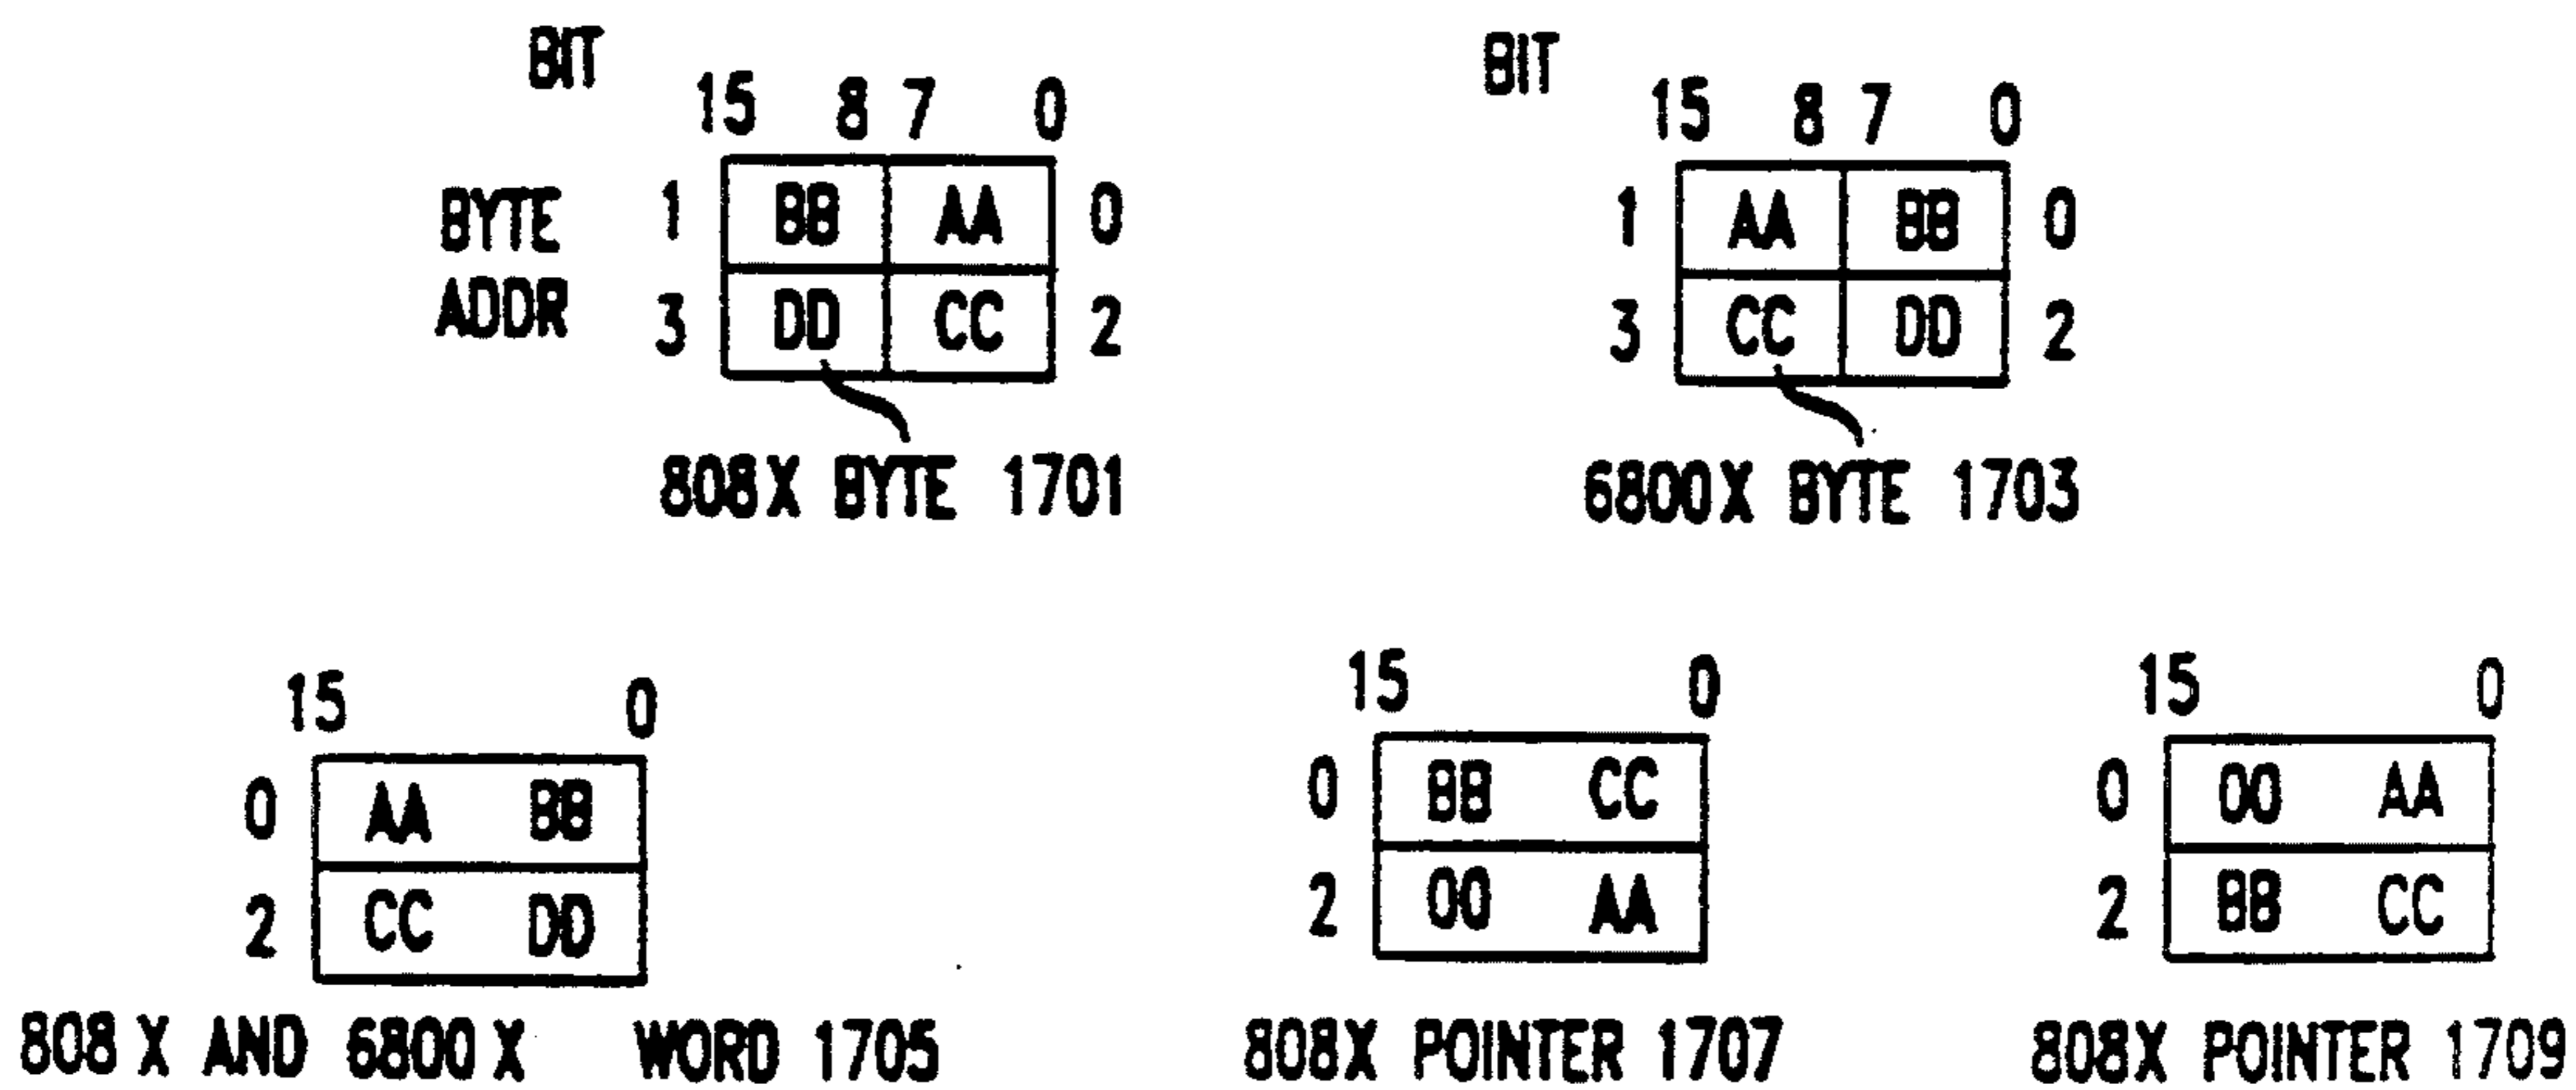 BIT
15 8 7 0
BYTE ADDR
1 BB AA 0
3 DD CC 2
808X BYTE 1701
BIT
15 8 7 0
1 AA BB 0
3 CC DD 2
6800X BYTE 1703
15 0
0 AA BB
2 CC DD
808X AND 6800X WORD 1705
15 0
0 BB CC
2 00 AA
808X POINTER 1707
15 0
0 00 AA
2 BB CC
808X POINTER 1709